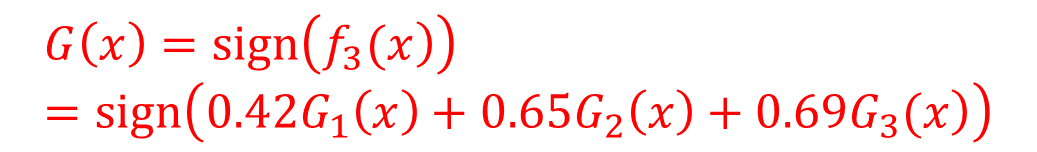 G(x) = sign(f₃(x))
= sign(0.42G₁(x) + 0.65G₂(x) + 0.69G₃(x))